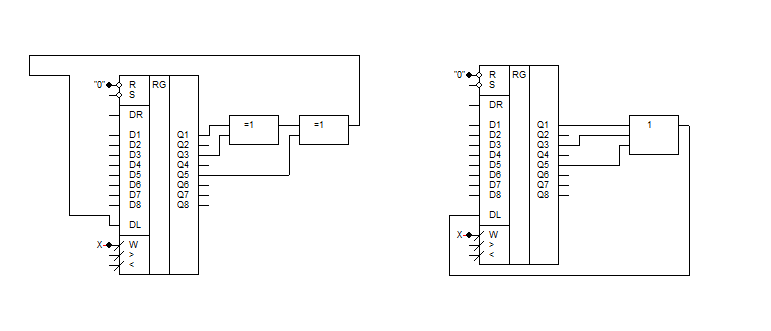 "0" R RG
S
DR
D1 Q1 =1 =1
D2 Q2
D3 Q3
D4 Q4
D5 Q5
D6 Q6
D7 Q7
D8 Q8
DL
X W
>
<
"0" R RG
S
DR
D1 Q1 1
D2 Q2
D3 Q3
D4 Q4
D5 Q5
D6 Q6
D7 Q7
D8 Q8
DL
X W
>
<